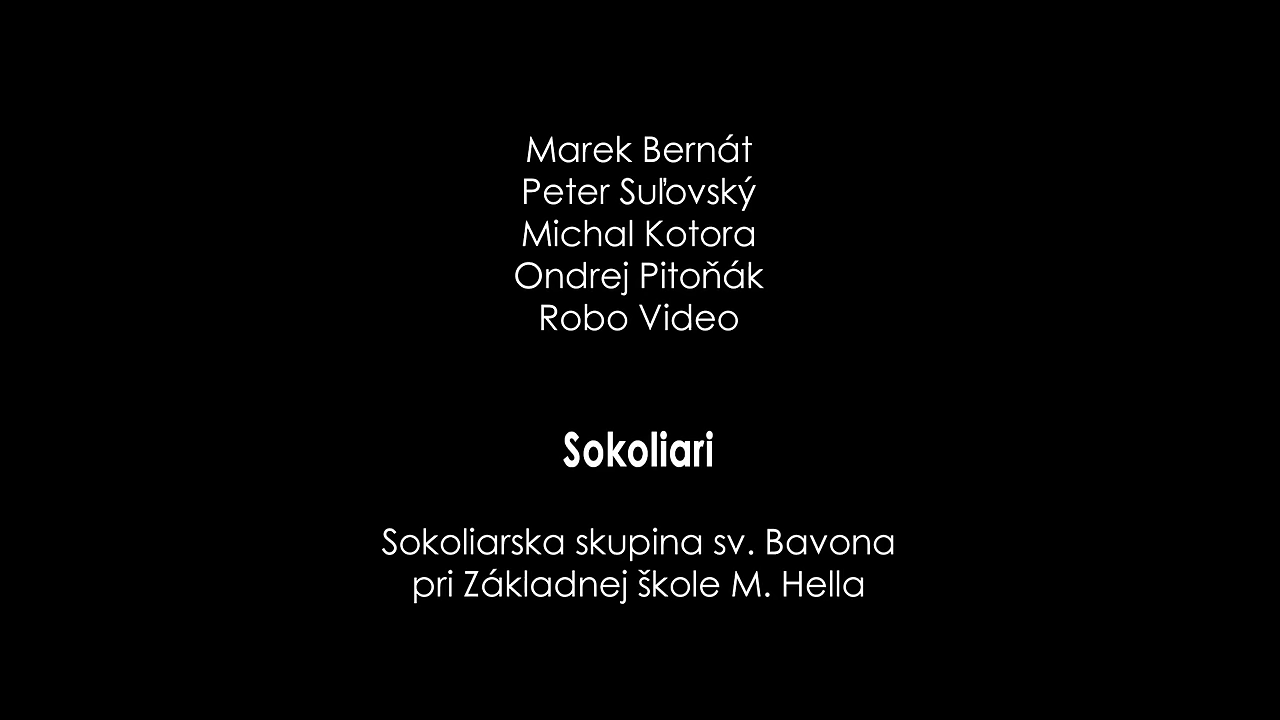 Marek Bernát
Peter Suľovský
Michal Kotora
Ondrej Pitoňák
Robo Video
Sokoliari
Sokoliarska skupina sv. Bavona
pri Základnej škole M. Hella